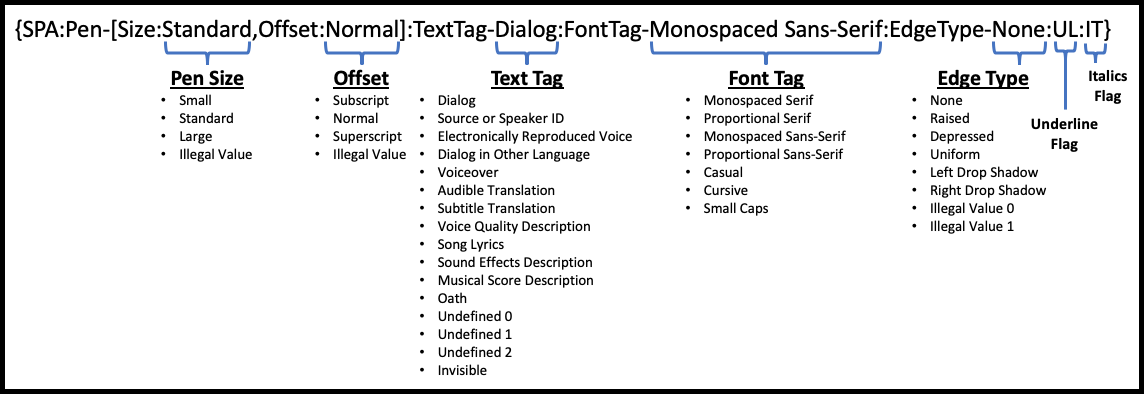 {SPA:Pen-[Size:Standard,Offset:Normal]:TextTag-Dialog:FontTag-Monospaced Sans-Serif:EdgeType-None:UL:IT}
Pen Size
• Small
• Standard
• Large
• Illegal Value
Offset
• Subscript
• Normal
• Superscript
• Illegal Value
Text Tag
• Dialog
• Source or Speaker ID
• Electronically Reproduced Voice
• Dialog in Other Language
• Voiceover
• Audible Translation
• Subtitle Translation
• Voice Quality Description
• Song Lyrics
• Sound Effects Description
• Musical Score Description
• Oath
• Undefined 0
• Undefined 1
• Undefined 2
• Invisible
Font Tag
• Monospaced Serif
• Proportional Serif
• Monospaced Sans-Serif
• Proportional Sans-Serif
• Casual
• Cursive
• Small Caps
Edge Type
• None
• Raised
• Depressed
• Uniform
• Left Drop Shadow
• Right Drop Shadow
• Illegal Value 0
• Illegal Value 1
Underline
Flag
Italics
Flag